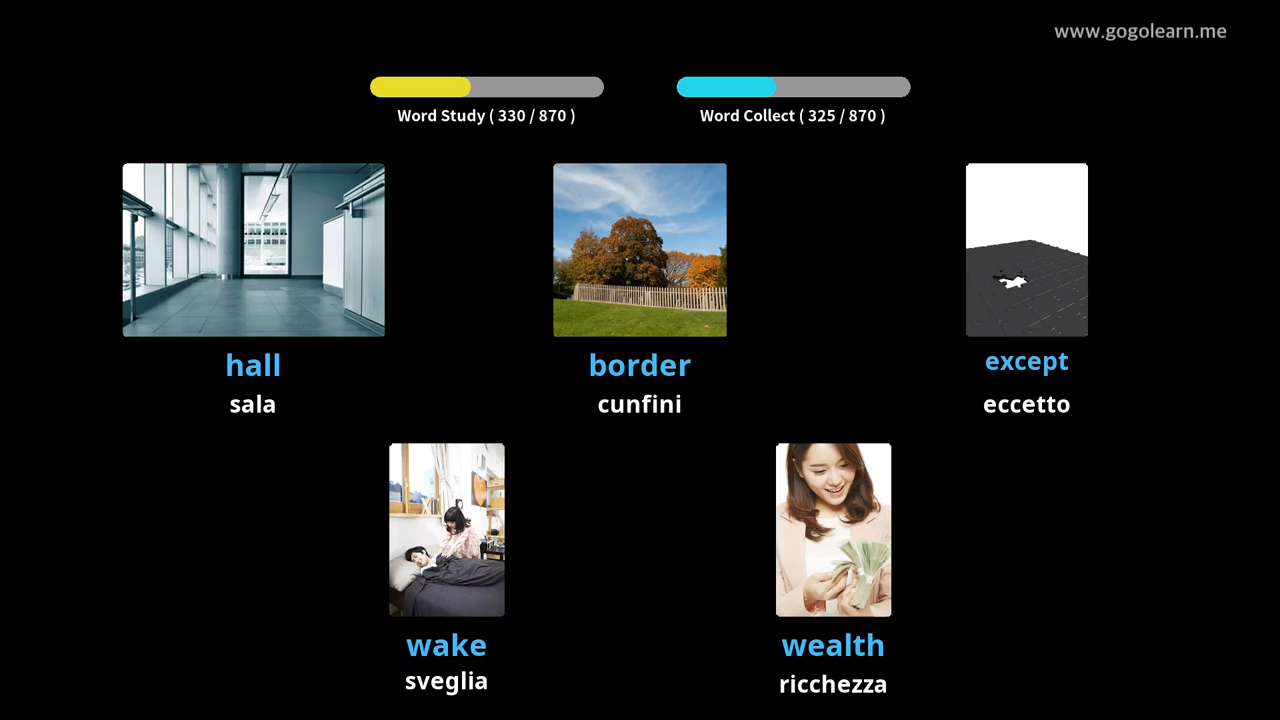 www.gogolearn.me
Word Study ( 330 / 870 )
Word Collect ( 325 / 870 )
hall
sala
border
cunfini
except
eccetto
wake
sveglia
wealth
ricchezza